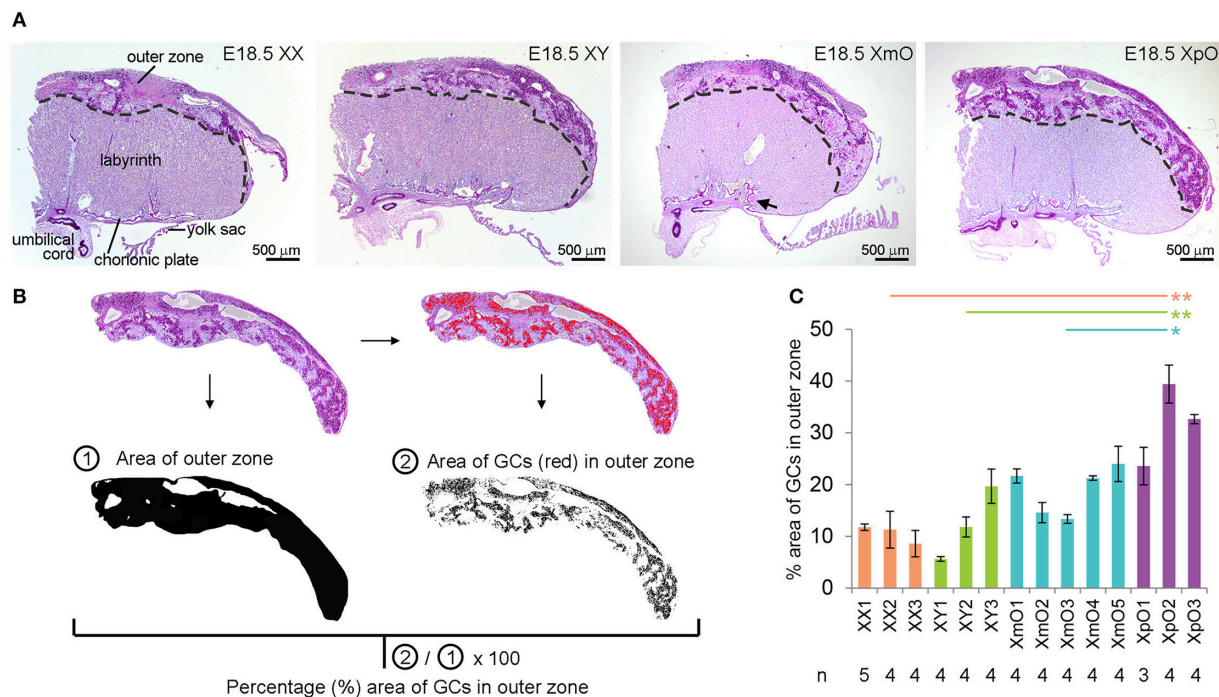 A
E18.5 XX
outer zone
labyrinth
umbilical
cord
chorionic plate
yolk sac
500 µm
E18.5 XY
500 µm
E18.5 XmO
500 µm
E18.5 XpO
500 µm
B
① Area of outer zone
② Area of GCs (red) in outer zone
② / ① x 100
Percentage (%) area of GCs in outer zone
C
**
**
*
% area of GCs in outer zone
50
40
30
20
10
0
XX1 XX2 XX3 XY1 XY2 XY3 XmO1 XmO2 XmO3 XmO4 XmO5 XpO1 XpO2 XpO3
n 5 4 4 4 4 4 4 4 4 4 4 3 4 4